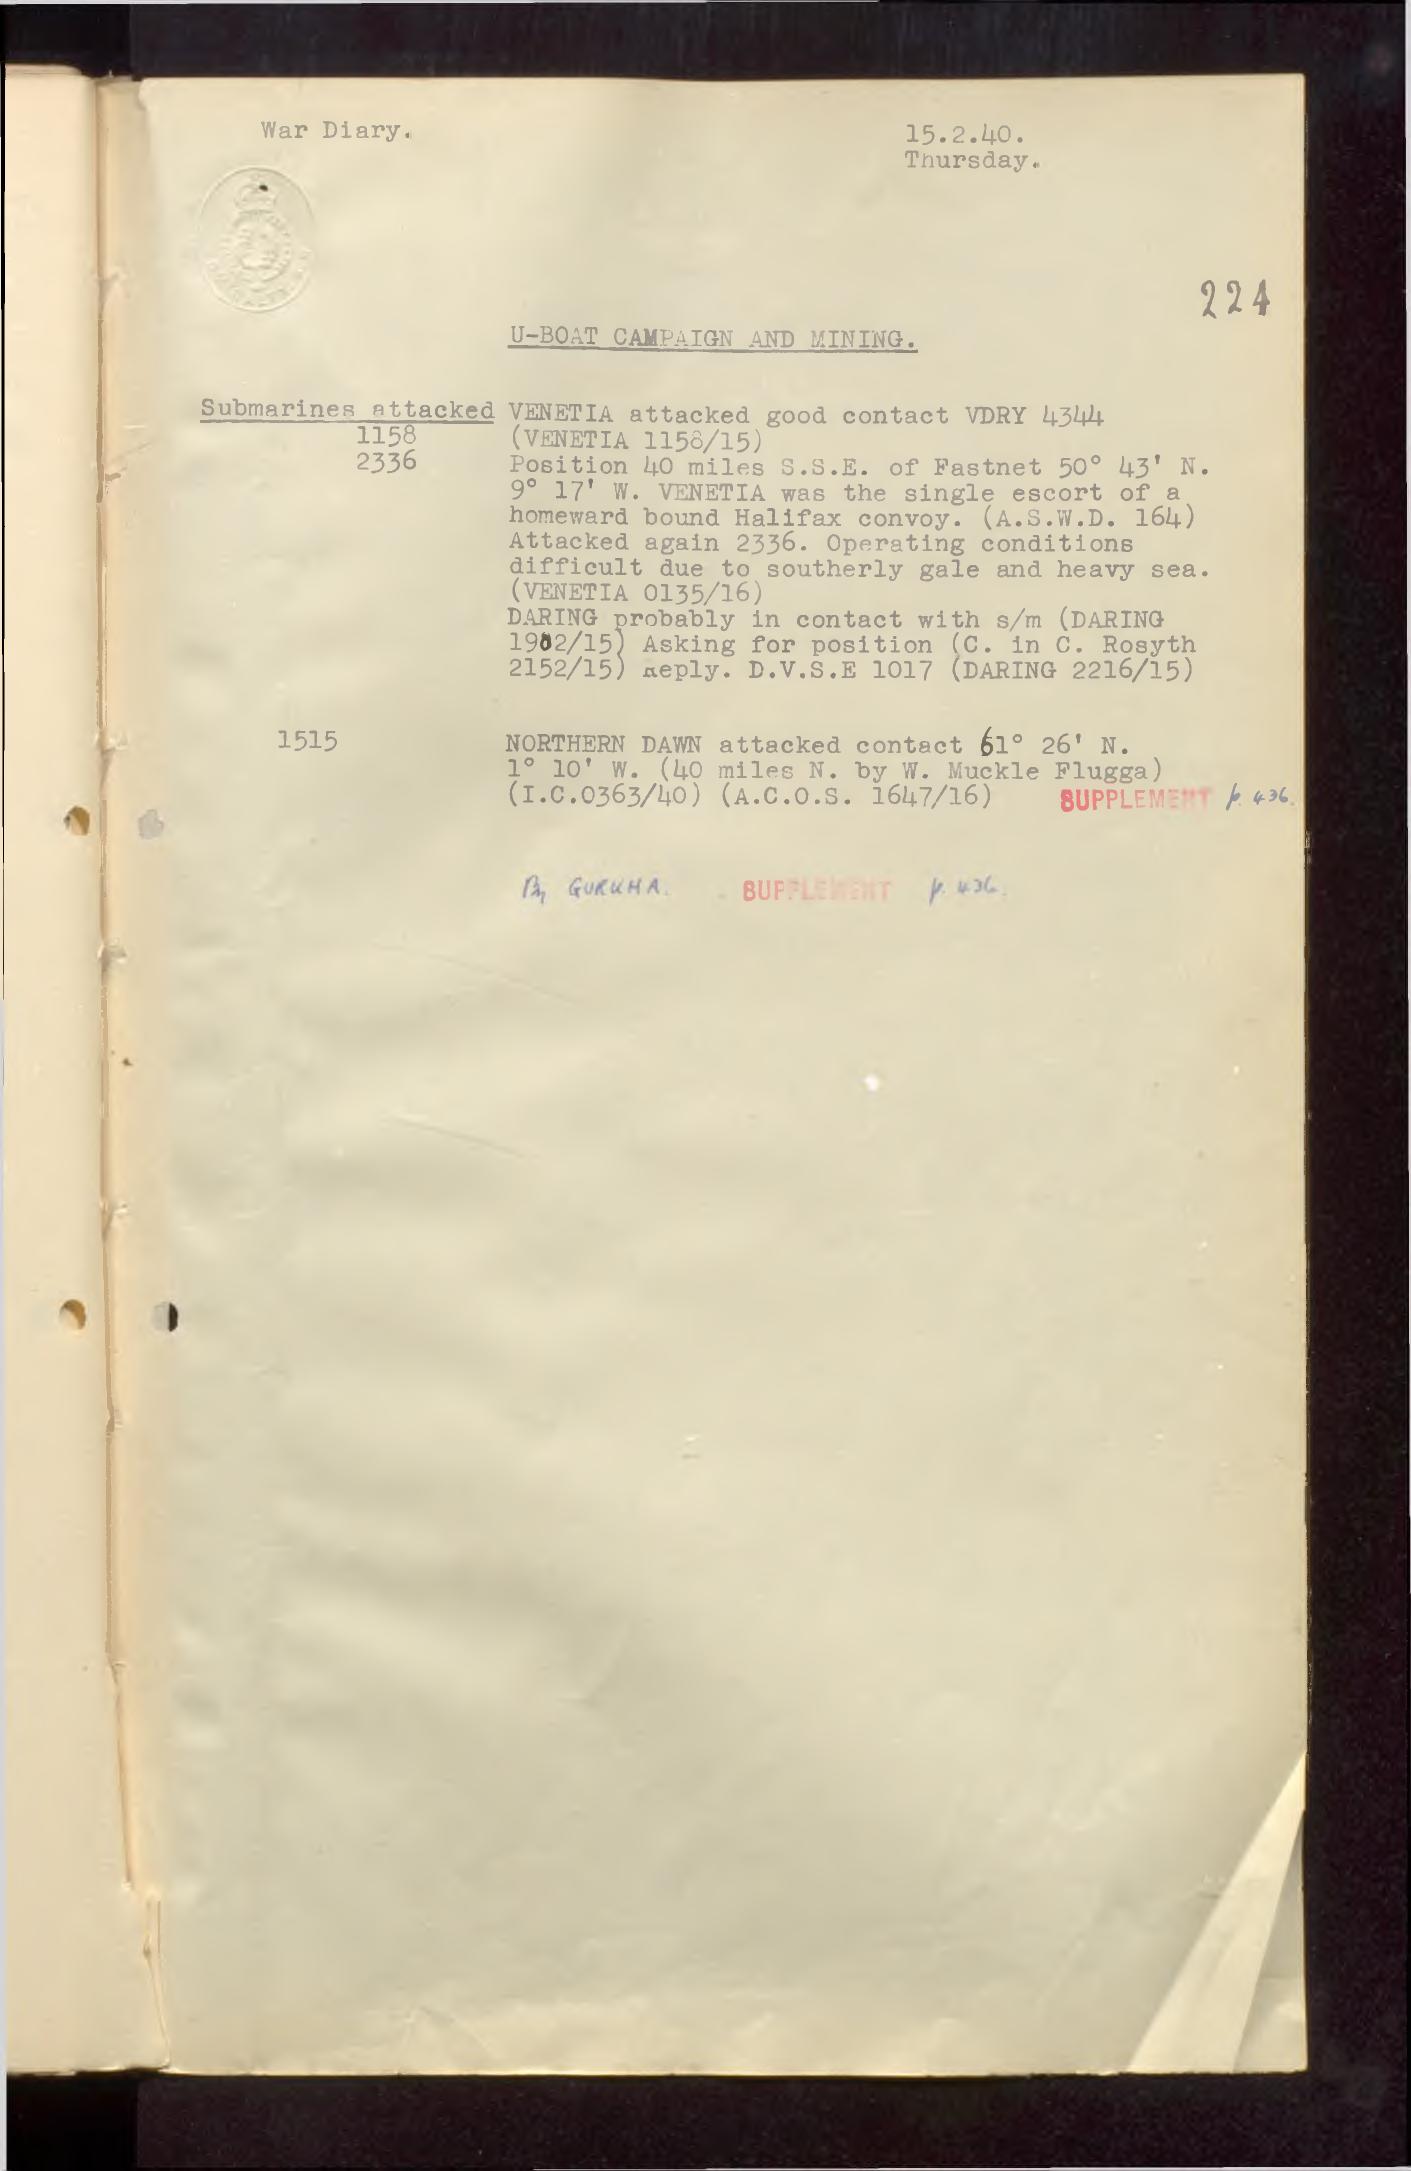 War Diary.
15.2.40.
Thursday.
224
U-BOAT CAMPAIGN AND MINING.
Submarines attacked VENETIA attacked good contact VDRY 4344
1158 (VENETIA 1158/15)
2336 Position 40 miles S.S.E. of Fastnet 50° 43' N.
9° 17' W. VENETIA was the single escort of a
homeward bound Halifax convoy. (A.S.W.D. 164)
Attacked again 2336. Operating conditions
difficult due to southerly gale and heavy sea.
(VENETIA 0135/16)
DARING probably in contact with s/m (DARING
1902/15) Asking for position (C. in C. Rosyth
2152/15) Reply. D.V.S.E 1017 (DARING 2216/15)
1515 NORTHERN DAWN attacked contact 61° 26' N.
1° 10' W. (40 miles N. by W. Muckle Flugga)
(I.C.0363/40) (A.C.O.S. 1647/16) SUPPLEMENT p. 436.
By GURKHA. SUPPLEMENT p. 436.